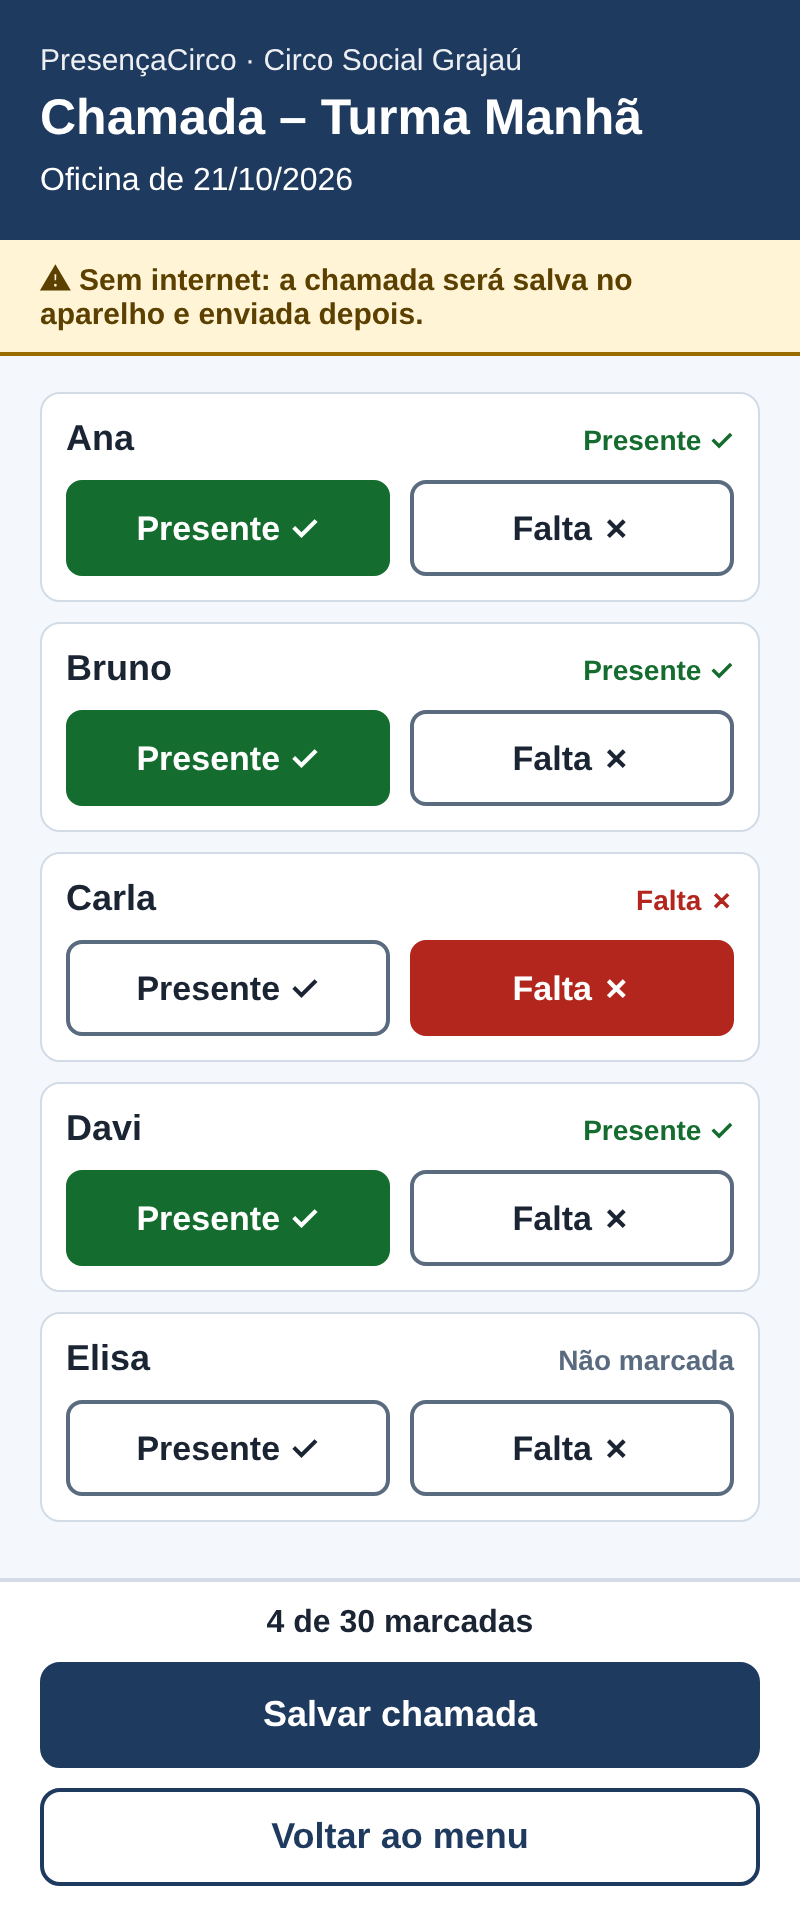 PresençaCirco · Circo Social Grajaú
Chamada – Turma Manhã
Oficina de 21/10/2026
⚠ Sem internet: a chamada será salva no
aparelho e enviada depois.
Ana
Presente ✓
Presente ✓
Falta ✕
Bruno
Presente ✓
Presente ✓
Falta ✕
Carla
Falta ✕
Presente ✓
Falta ✕
Davi
Presente ✓
Presente ✓
Falta ✕
Elisa
Não marcada
Presente ✓
Falta ✕
4 de 30 marcadas
Salvar chamada
Voltar ao menu